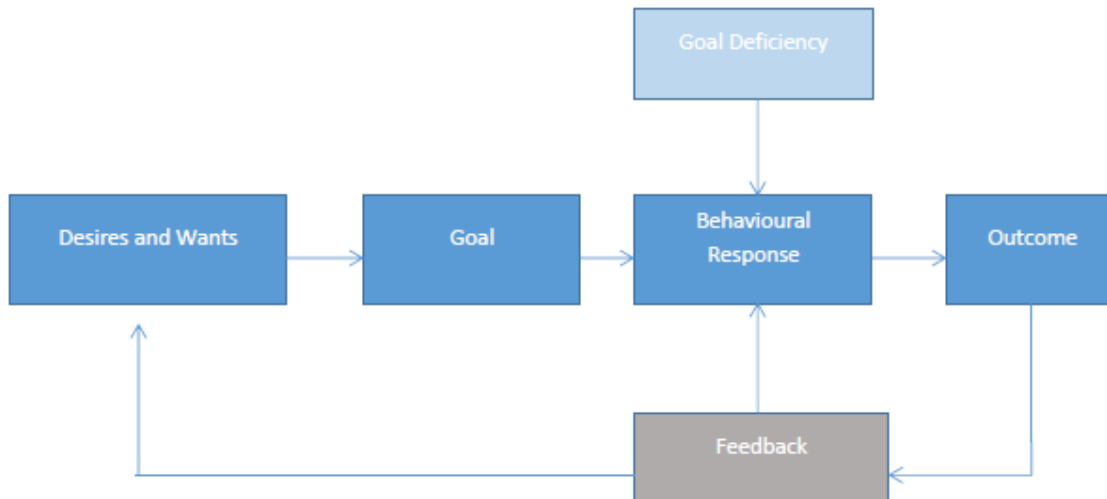 Goal Deficiency
Desires and Wants
Goal
Behavioural
Response
Outcome
Feedback